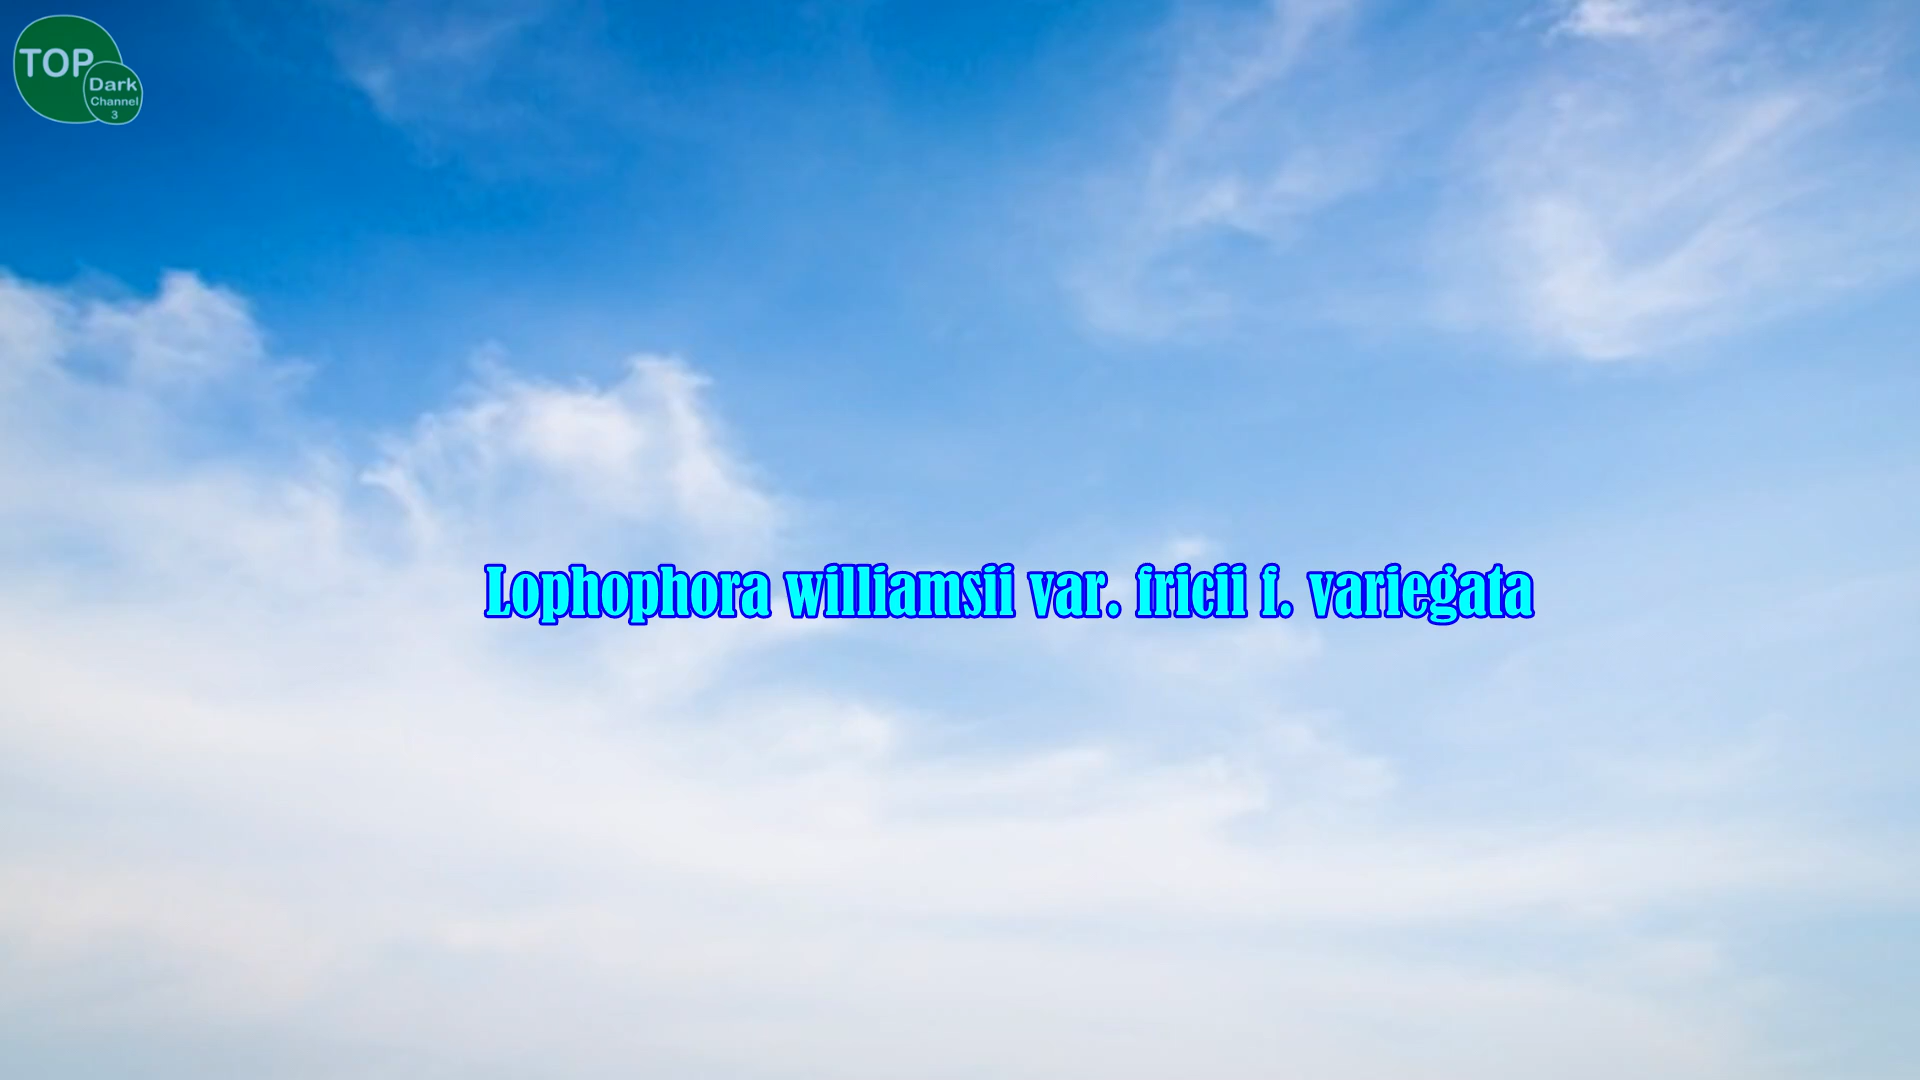 TOP
Dark
Channel
3
Lophophora williamsii var. fricii f. variegata